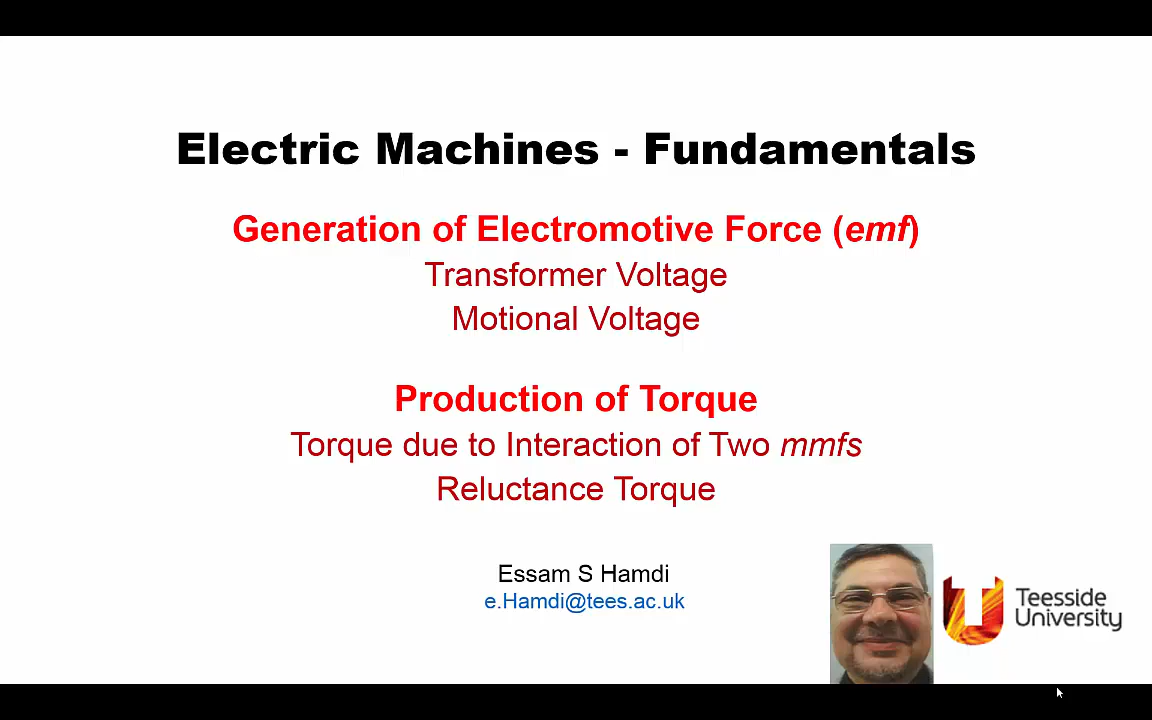 Electric Machines - Fundamentals
Generation of Electromotive Force (emf)
Transformer Voltage
Motional Voltage
Production of Torque
Torque due to Interaction of Two mmfs
Reluctance Torque
Essam S Hamdi
e.Hamdi@tees.ac.uk
T
Teesside
University